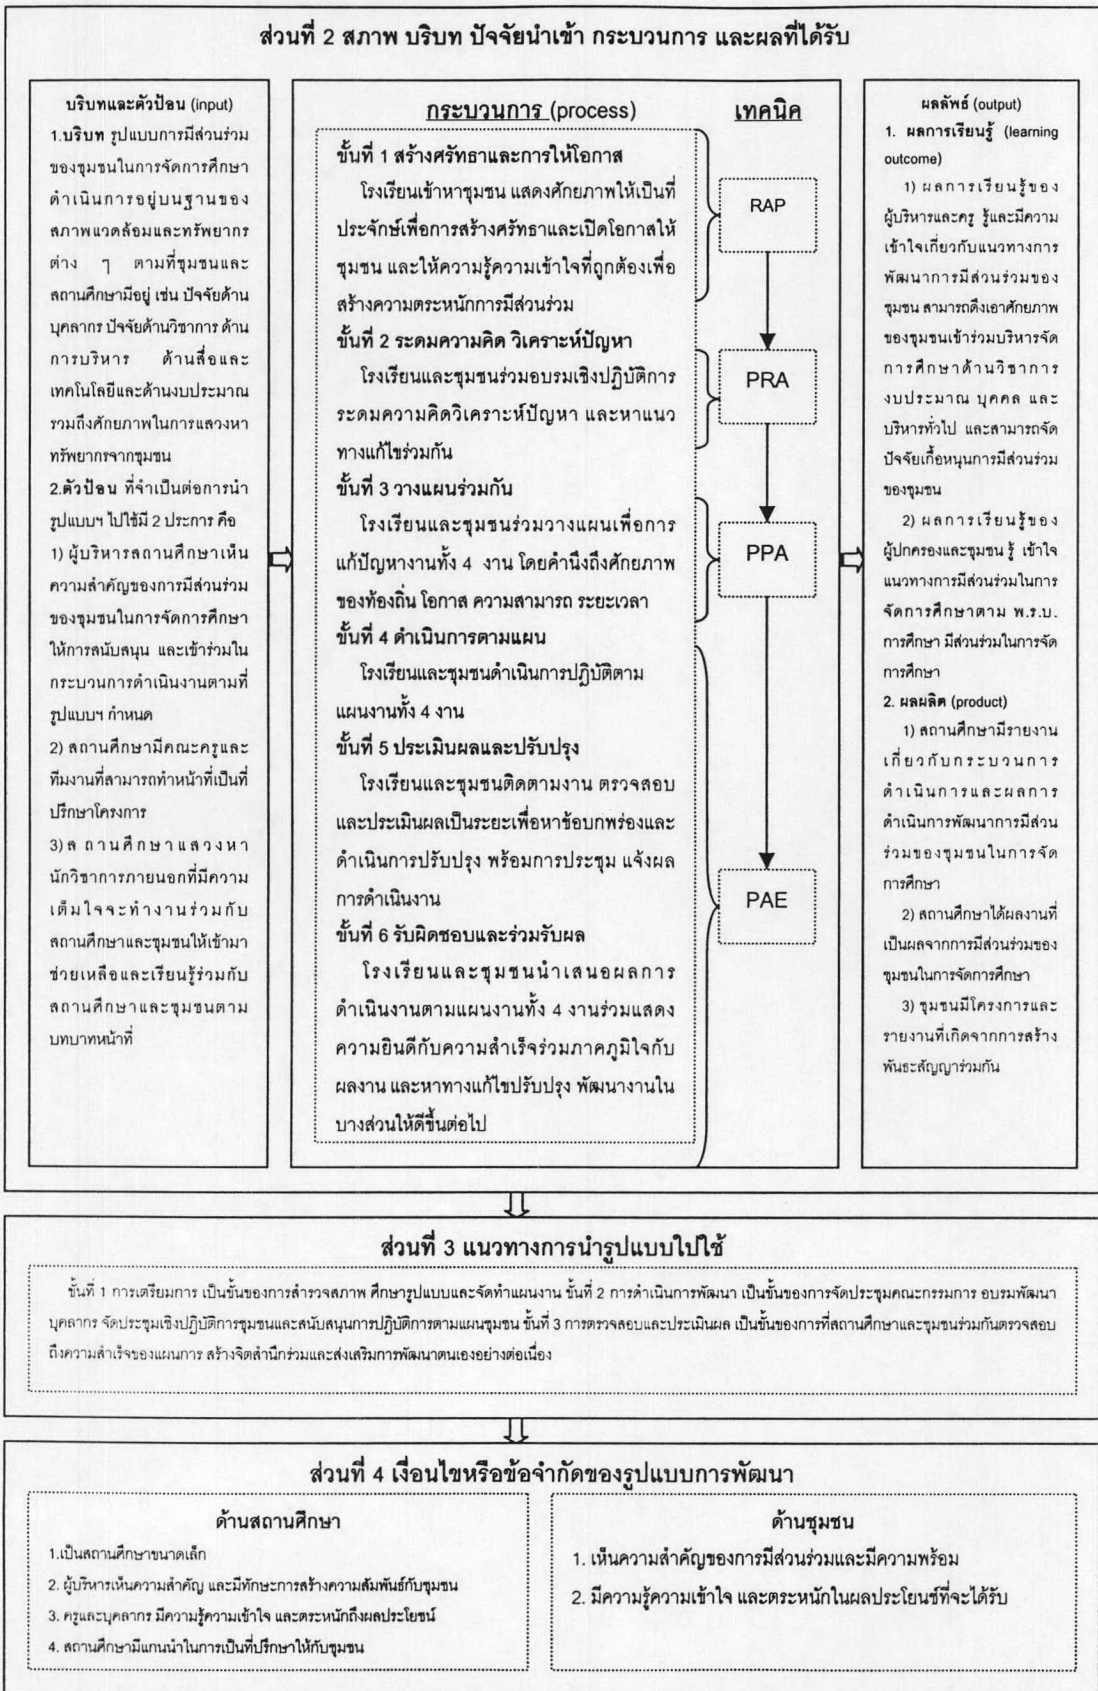 ส่วนที่ 2 สภาพ บริบท ปัจจัยนำเข้า กระบวนการ และผลที่ได้รับ
บริบทและตัวป้อน (input)
1.บริบท รูปแบบการมีส่วนร่วม
ของชุมชนในการจัดการศึกษา
ดำเนินการอยู่บนฐานของ
สภาพแวดล้อมและทรัพยากร
ต่าง ๆ ตามที่ชุมชนและ
สถานศึกษามีอยู่ เช่น ปัจจัยด้าน
บุคลากร ปัจจัยด้านวิชาการ ด้าน
การบริหาร ด้านสื่อและ
เทคโนโลยีและด้านงบประมาณ
รวมถึงศักยภาพในการแสวงหา
ทรัพยากรจากชุมชน
2.ตัวป้อน ที่จำเป็นต่อการนำ
รูปแบบฯ ไปใช้มี 2 ประการ คือ
1) ผู้บริหารสถานศึกษาเห็น
ความสำคัญของการมีส่วนร่วม
ของชุมชนในการจัดการศึกษา
ให้การสนับสนุน และเข้าร่วมใน
กระบวนการดำเนินงานตามที่
รูปแบบฯ กำหนด
2) สถานศึกษามีคณะครูและ
ทีมงานที่สามารถทำหน้าที่เป็นที่
ปรึกษาโครงการ
3)ส ถานศึกษาแสวงหา
นักวิชาการภายนอกที่มีความ
เต็มใจจะทำงานร่วมกับ
สถานศึกษาและชุมชนให้เข้ามา
ช่วยเหลือและเรียนรู้ร่วมกับ
สถานศึกษาและชุมชนตาม
บทบาทหน้าที่
กระบวนการ (process)
ขั้นที่ 1 สร้างศรัทธาและการให้โอกาส
โรงเรียนเข้าหาชุมชน แสดงศักยภาพให้เป็นที่
ประจักษ์เพื่อการสร้างศรัทธาและเปิดโอกาสให้
ชุมชน และให้ความรู้ความเข้าใจที่ถูกต้องเพื่อ
สร้างความตระหนักการมีส่วนร่วม
ขั้นที่ 2 ระดมความคิด วิเคราะห์ปัญหา
โรงเรียนและชุมชนร่วมอบรมเชิงปฏิบัติการ
ระดมความคิดวิเคราะห์ปัญหา และหาแนว
ทางแก้ไขร่วมกัน
ขั้นที่ 3 วางแผนร่วมกัน
โรงเรียนและชุมชนร่วมวางแผนเพื่อการ
แก้ปัญหางานทั้ง 4 งาน โดยคำนึงถึงศักยภาพ
ของท้องถิ่น โอกาส ความสามารถ ระยะเวลา
ขั้นที่ 4 ดำเนินการตามแผน
โรงเรียนและชุมชนดำเนินการปฏิบัติตาม
แผนงานทั้ง 4 งาน
ขั้นที่ 5 ประเมินผลและปรับปรุง
โรงเรียนและชุมชนติดตามงาน ตรวจสอบ
และประเมินผลเป็นระยะเพื่อหาข้อบกพร่องและ
ดำเนินการปรับปรุง พร้อมการประชุม แจ้งผล
การดำเนินงาน
ขั้นที่ 6 รับผิดชอบและร่วมรับผล
โรงเรียนและชุมชนนำเสนอผลการ
ดำเนินงานตามแผนงานทั้ง 4 งานร่วมแสดง
ความยินดีกับความสำเร็จร่วมภาคภูมิใจกับ
ผลงาน และหาทางแก้ไขปรับปรุง พัฒนางานใน
บางส่วนให้ดีขึ้นต่อไป
เทคนิค
RAP
PRA
PPA
PAE
ผลลัพธ์ (output)
1. ผลการเรียนรู้ (learning
outcome)
1) ผลการเรียนรู้ของ
ผู้บริหารและครู รู้และมีความ
เข้าใจเกี่ยวกับแนวทางการ
พัฒนาการมีส่วนร่วมของ
ชุมชน สามารถดึงเอาศักยภาพ
ของชุมชนเข้าร่วมบริหารจัด
การศึกษาด้านวิชาการ
งบประมาณ บุคคล และ
บริหารทั่วไป และสามารถจัด
ปัจจัยเกื้อหนุนการมีส่วนร่วม
ของชุมชน
2) ผลการเรียนรู้ของ
ผู้ปกครองและชุมชน รู้ เข้าใจ
แนวทางการมีส่วนร่วมในการ
จัดการศึกษาตาม พ.ร.บ.
การศึกษา มีส่วนร่วมในการจัด
การศึกษา
2. ผลผลิต (product)
1) สถานศึกษามีรายงาน
เกี่ยวกับกระบวนการ
ดำเนินการและผลการ
ดำเนินการพัฒนาการมีส่วน
ร่วมของชุมชนในการจัด
การศึกษา
2) สถานศึกษาได้ผลงานที่
เป็นผลจากการมีส่วนร่วมของ
ชุมชนในการจัดการศึกษา
3) ชุมชนมีโครงการและ
รายงานที่เกิดจากการสร้าง
พันธะสัญญาร่วมกัน
ส่วนที่ 3 แนวทางการนำรูปแบบไปใช้
ขั้นที่ 1 การเตรียมการ เป็นขั้นของการสำรวจสภาพ ศึกษารูปแบบและจัดทำแผนงาน ขั้นที่ 2 การดำเนินการพัฒนา เป็นขั้นของการจัดประชุมคณะกรรมการ อบรมพัฒนา
บุคลากร จัดประชุมเชิงปฏิบัติการชุมชนและสนับสนุนการปฏิบัติการตามแผนชุมชน ขั้นที่ 3 การตรวจสอบและประเมินผล เป็นขั้นของการที่สถานศึกษาและชุมชนร่วมกันตรวจสอบ
ถึงความสำเร็จของแผนการ สร้างจิตสำนึกร่วมและส่งเสริมการพัฒนาตนเองอย่างต่อเนื่อง
ส่วนที่ 4 เงื่อนไขหรือข้อจำกัดของรูปแบบการพัฒนา
ด้านสถานศึกษา
1.เป็นสถานศึกษาขนาดเล็ก
2. ผู้บริหารเห็นความสำคัญ และมีทักษะการสร้างความสัมพันธ์กับชุมชน
3. ครูและบุคลากร มีความรู้ความเข้าใจ และตระหนักถึงผลประโยชน์
4. สถานศึกษามีแกนนำในการเป็นที่ปรึกษาให้กับชุมชน
ด้านชุมชน
1. เห็นความสำคัญของการมีส่วนร่วมและมีความพร้อม
2. มีความรู้ความเข้าใจ และตระหนักในผลประโยชน์ที่จะได้รับ